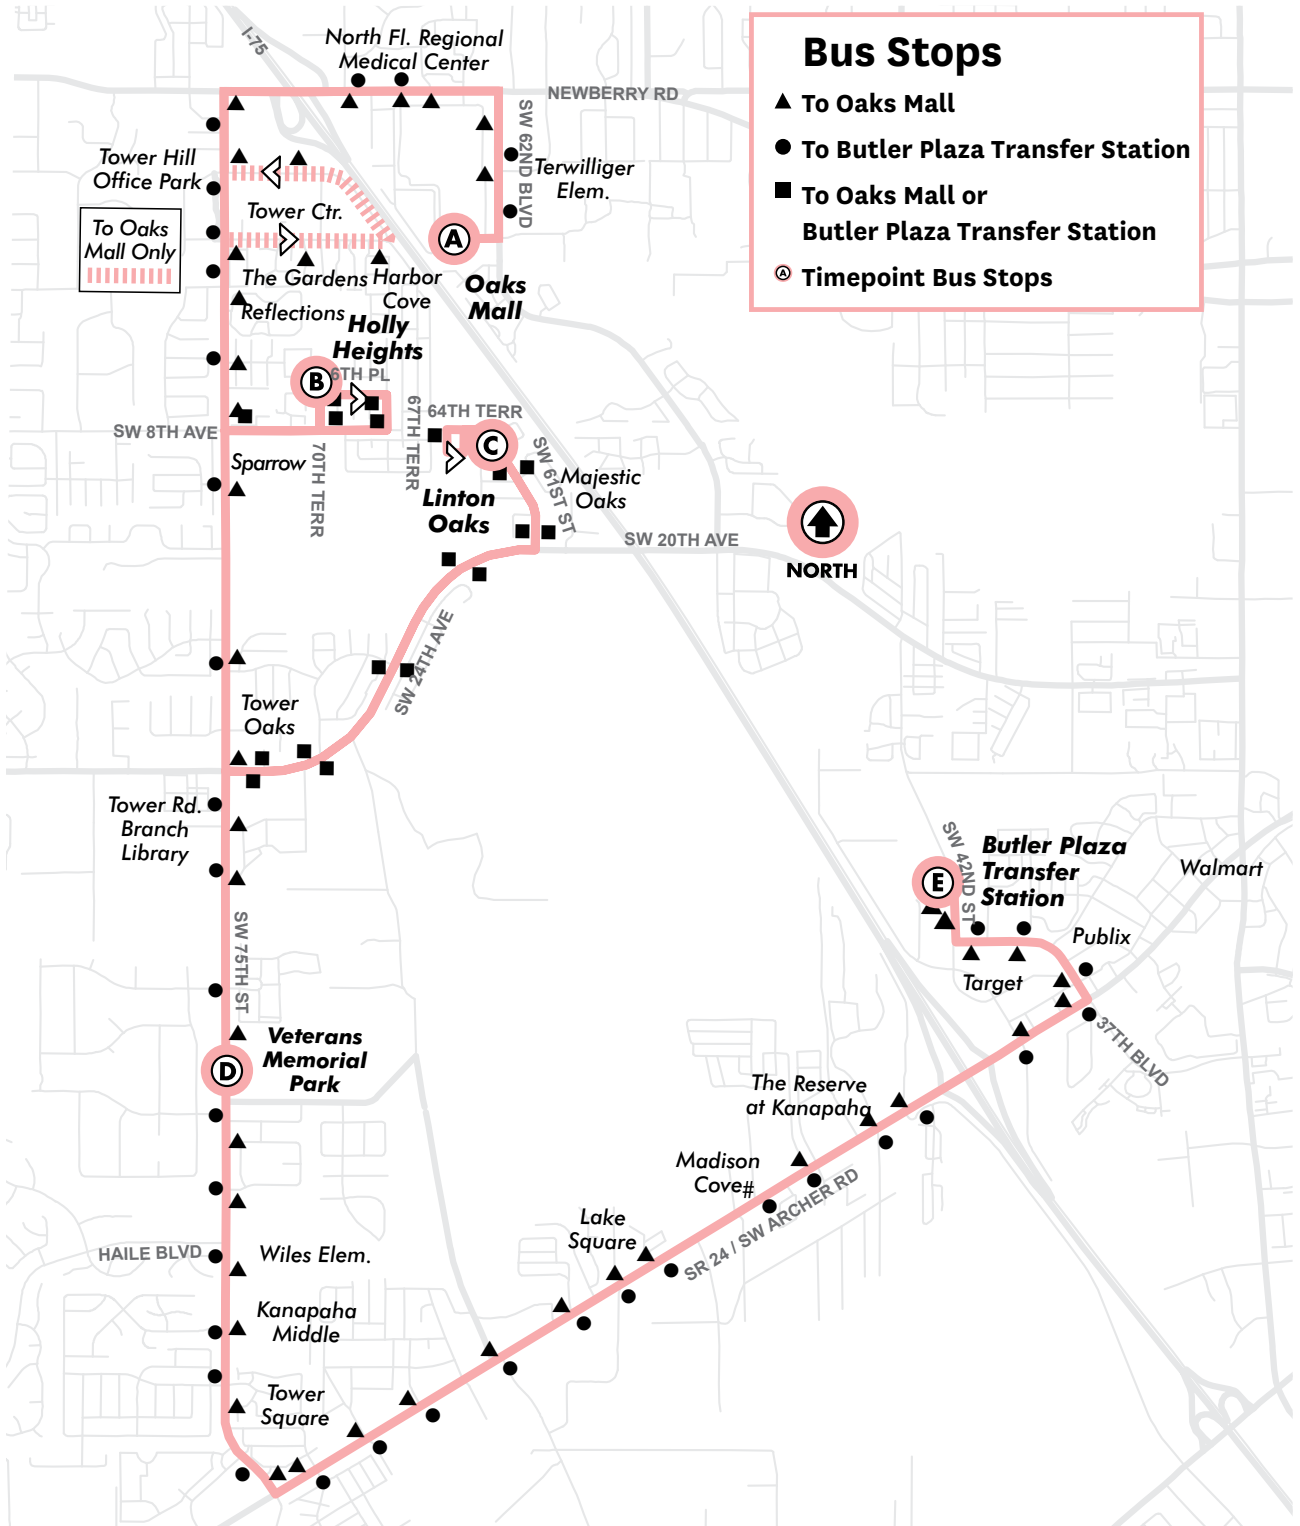 Bus Stops
To Oaks Mall
To Butler Plaza Transfer Station
To Oaks Mall or
Butler Plaza Transfer Station
A
Timepoint Bus Stops
I-75
North Fl. Regional
Medical Center
NEWBERRY RD
SW 62ND BLVD
Terwilliger
Elem.
Tower Hill
Office Park
To Oaks
Mall Only
Tower Ctr.
A
Oaks
Mall
The Gardens
Harbor
Cove
Reflections
Holly
Heights
B
6TH PL
67TH TERR
64TH TERR
SW 8TH AVE
70TH TERR
Sparrow
C
SW 61ST ST
Majestic
Oaks
Linton
Oaks
SW 20TH AVE
NORTH
SW 24TH AVE
Tower
Oaks
Tower Rd.
Branch
Library
SW 75TH ST
SW 42ND ST
E
Butler Plaza
Transfer
Station
Walmart
Publix
Target
37TH BLVD
D
Veterans
Memorial
Park
The Reserve
at Kanapaha
Madison
Cove#
SR 24 / SW ARCHER RD
Lake
Square
HAILE BLVD
Wiles Elem.
Kanapaha
Middle
Tower
Square